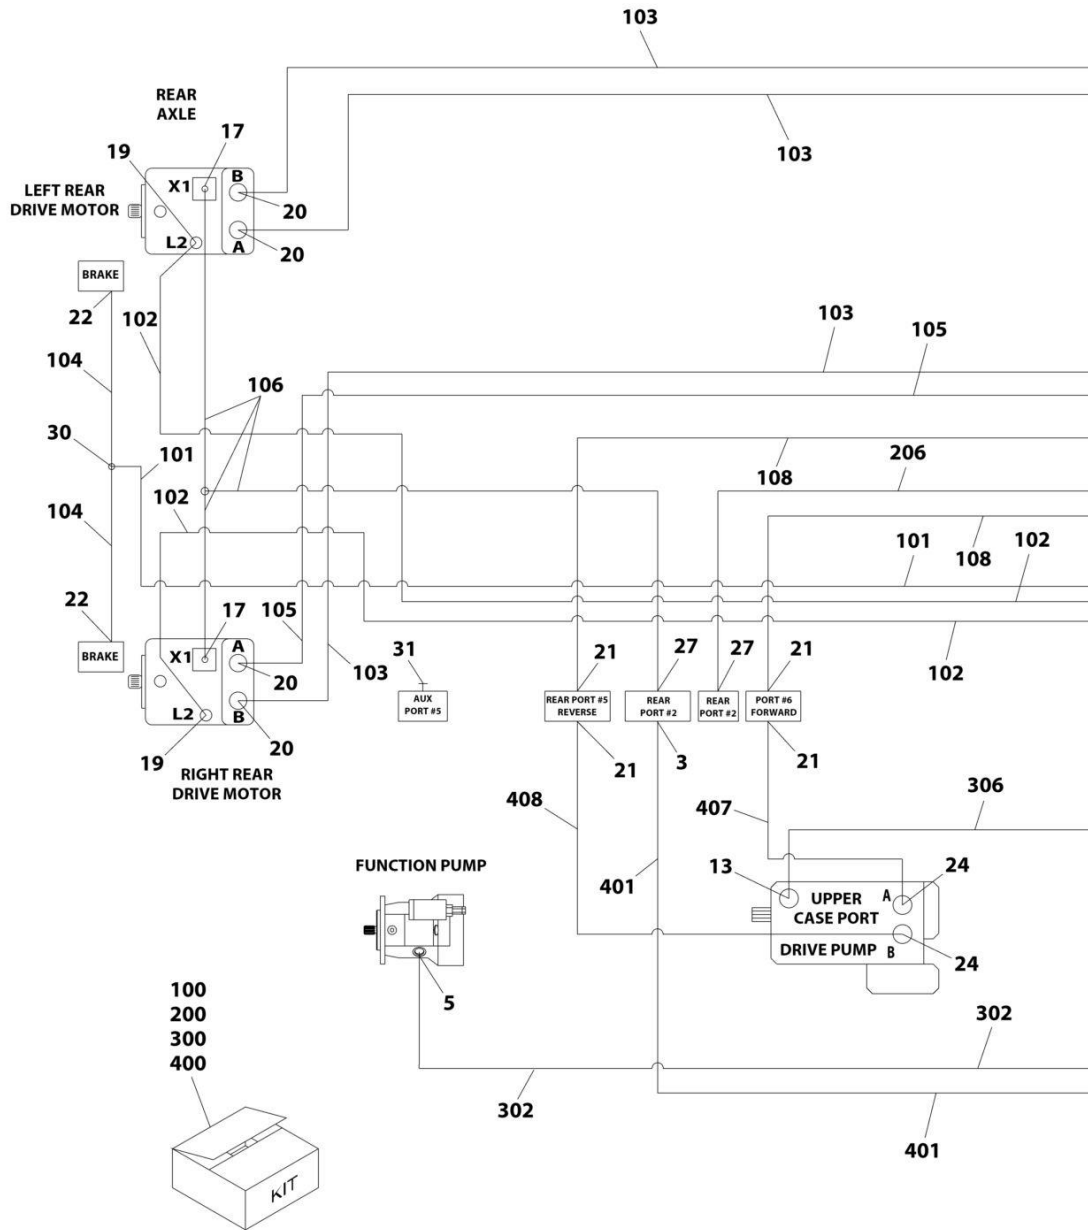 103
REAR
AXLE
17
103
19
X1
B
LEFT REAR
DRIVE MOTOR
20
L2
A
20
BRAKE
22
102
103
105
104
106
30
101
206
108
102
104
108
101
102
22
17
105
BRAKE
X1
A
20
103
31
21
27
27
21
102
AUX
PORT #5
REAR PORT #5
REVERSE
REAR
PORT #2
REAR
PORT #2
PORT #6
FORWARD
L2
B
19
20
21
3
21
RIGHT REAR
DRIVE MOTOR
408
407
306
FUNCTION PUMP
401
13
24
UPPER
CASE PORT
A
DRIVE PUMP
B
24
5
100
200
300
400
302
302
401
KIT